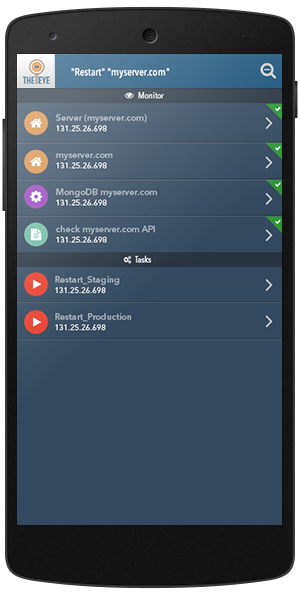 THEEYE
"Restart" "myserver.com"
Monitor
Server (myserver.com)
131.25.26.698
myserver.com
131.25.26.698
MongoDB myserver.com
131.25.26.698
check myserver.com API
131.25.26.698
Tasks
Restart_Staging
131.25.26.698
Restart_Production
131.25.26.698